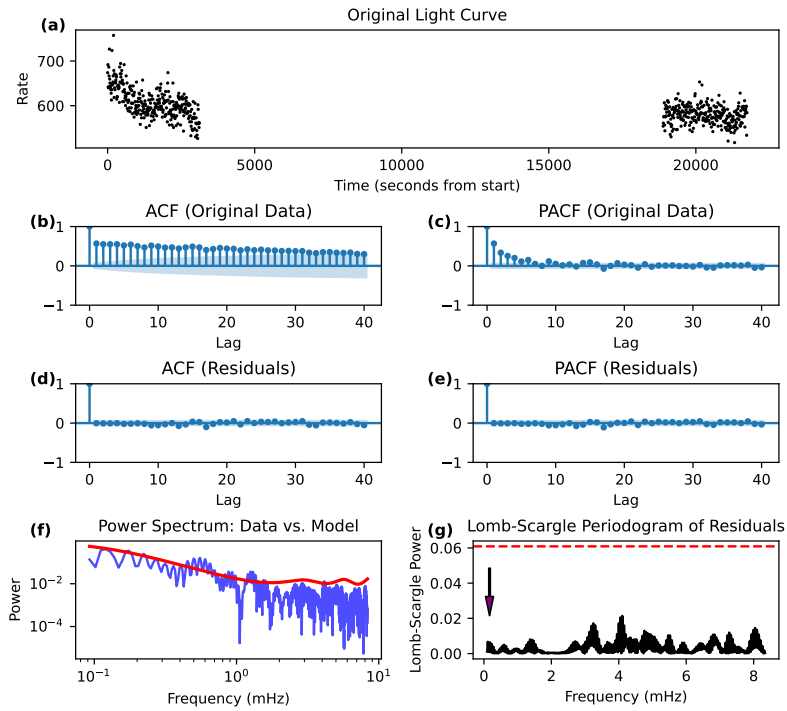 (a)
Original Light Curve
Rate
700
600
0
5000
10000
15000
20000
Time (seconds from start)
(b)
ACF (Original Data)
1
0
−1
0
10
20
30
40
Lag
(c)
PACF (Original Data)
1
0
−1
0
10
20
30
40
Lag
(d)
ACF (Residuals)
1
0
−1
0
10
20
30
40
Lag
(e)
PACF (Residuals)
1
0
−1
0
10
20
30
40
Lag
(f)
Power Spectrum: Data vs. Model
Power
10⁻²
10⁻⁴
10⁻¹
10⁰
10¹
Frequency (mHz)
(g)
Lomb-Scargle Periodogram of Residuals
Lomb-Scargle Power
0.06
0.04
0.02
0.00
0
2
4
6
8
Frequency (mHz)